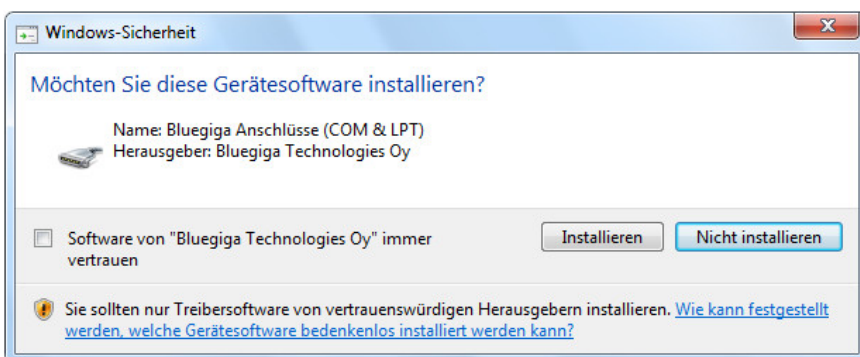 Windows-Sicherheit
Möchten Sie diese Gerätesoftware installieren?
Name: Bluegiga Anschlüsse (COM & LPT)
Herausgeber: Bluegiga Technologies Oy
Software von "Bluegiga Technologies Oy" immer
vertrauen
Installieren
Nicht installieren
Sie sollten nur Treibersoftware von vertrauenswürdigen Herausgebern installieren. Wie kann festgestellt
werden, welche Gerätesoftware bedenkenlos installiert werden kann?